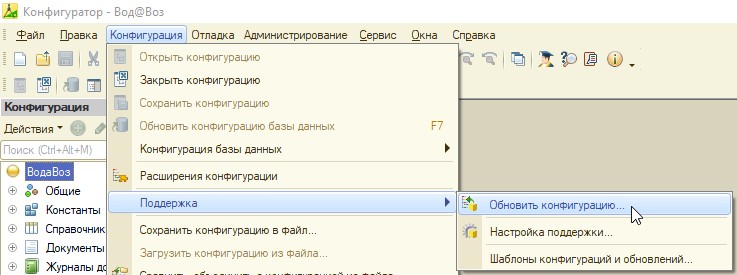 Конфигуратор - Вод@Воз
Файл Правка Конфигурация Отладка Администрирование Сервис Окна Справка
Открыть конфигурацию
Закрыть конфигурацию
Сохранить конфигурацию
Конфигурация
Обновить конфигурацию базы данных F7
Действия
Конфигурация базы данных
Поиск (Ctrl+Alt+M)
ВодаВоз
Расширения конфигурации
Общие
Поддержка
Обновить конфигурацию...
Константы
Справочник
Сохранить конфигурацию в файл...
Настройка поддержки...
Документы
Загрузить конфигурацию из файла...
Шаблоны конфигураций и обновлений...
Журналы до